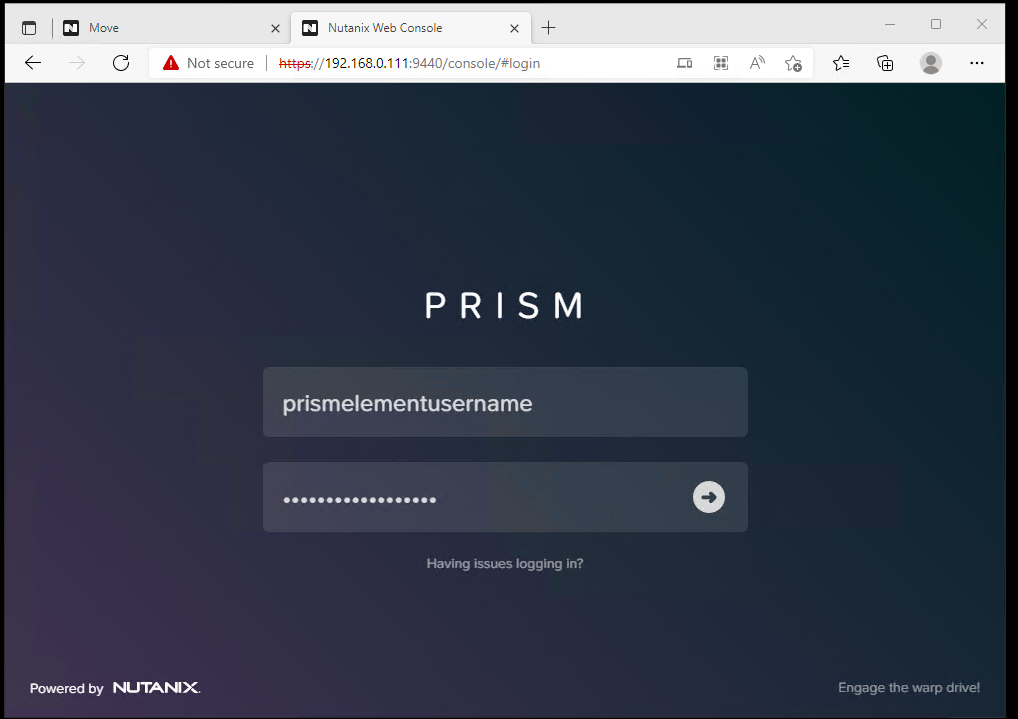 Move
Nutanix Web Console
Not secure
https://192.168.0.111:9440/console/#login
PRISM
prismelementusername
••••••••••••••••••
Having issues logging in?
Powered by NUTANIX.
Engage the warp drive!